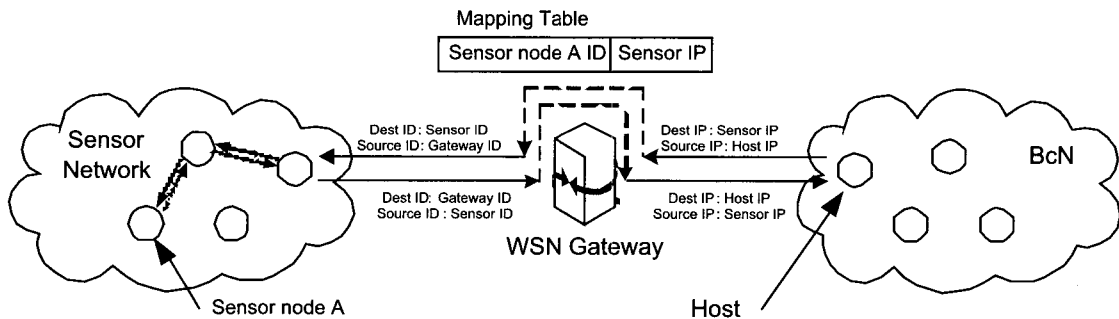 Mapping Table
Sensor node A ID Sensor IP
Sensor
Network
Dest ID : Sensor ID
Source ID: Gateway ID
Dest IP : Sensor IP
Source IP : Host IP
BcN
Dest ID: Gateway ID
Source ID : Sensor ID
Dest IP : Host IP
Source IP : Sensor IP
WSN Gateway
Sensor node A
Host